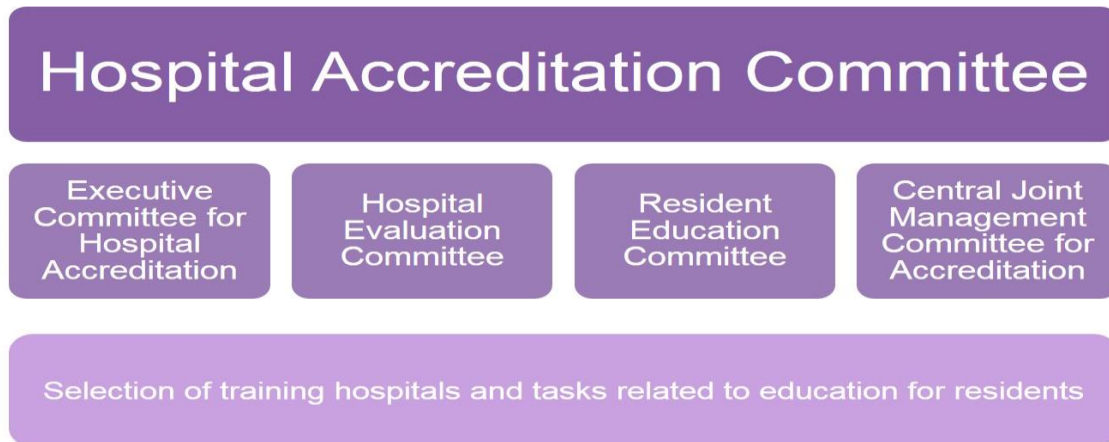 Hospital Accreditation Committee
Executive
Committee for
Hospital
Accreditation
Hospital
Evaluation
Committee
Resident
Education
Committee
Central Joint
Management
Committee for
Accreditation
Selection of training hospitals and tasks related to education for residents